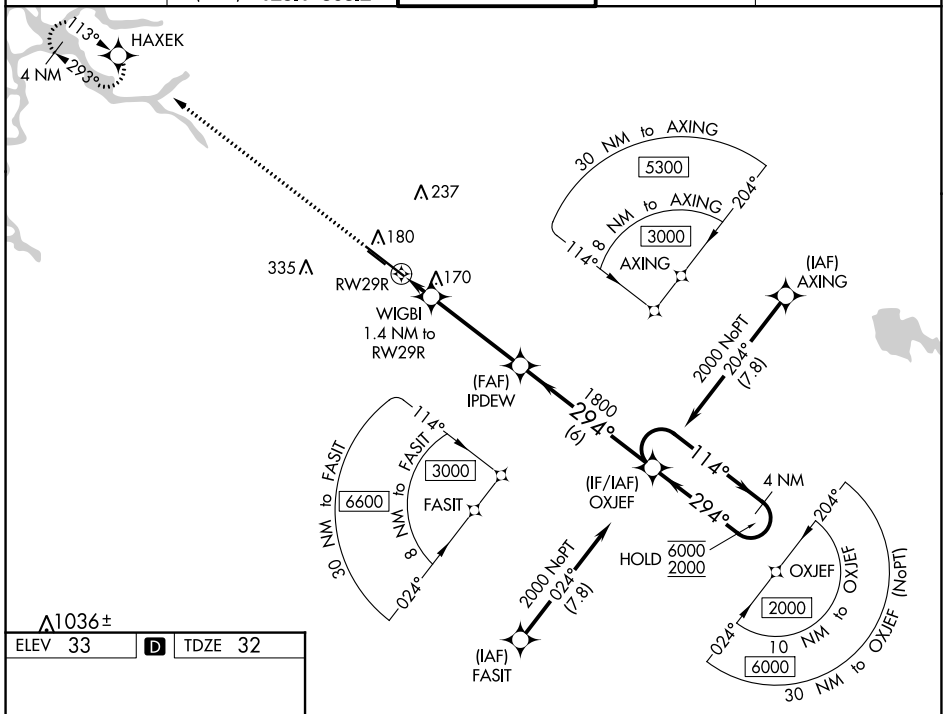 113°
HAXEK
4 NM
293°
237
180
335
RW29R
170
WIGBI
1.4 NM to
RW29R
(FAF)
IPDEW
1800
294°
(6)
30 NM to AXING
5300
8 NM to AXING
3000
204°
114°
AXING
(IAF)
AXING
2000 NoPT
204°
(7.8)
114°
4 NM
294°
(IF/IAF)
OXJEF
HOLD
6000
2000
30 NM to FASIT
6600
8 NM to FASIT
3000
114°
FASIT
024°
2000 NoPT
024°
(7.8)
(IAF)
FASIT
204°
OXJEF
2000
10 NM to OXJEF
024°
6000
30 NM to OXJEF (NoPT)
1036±
ELEV 33
D
TDZE 32